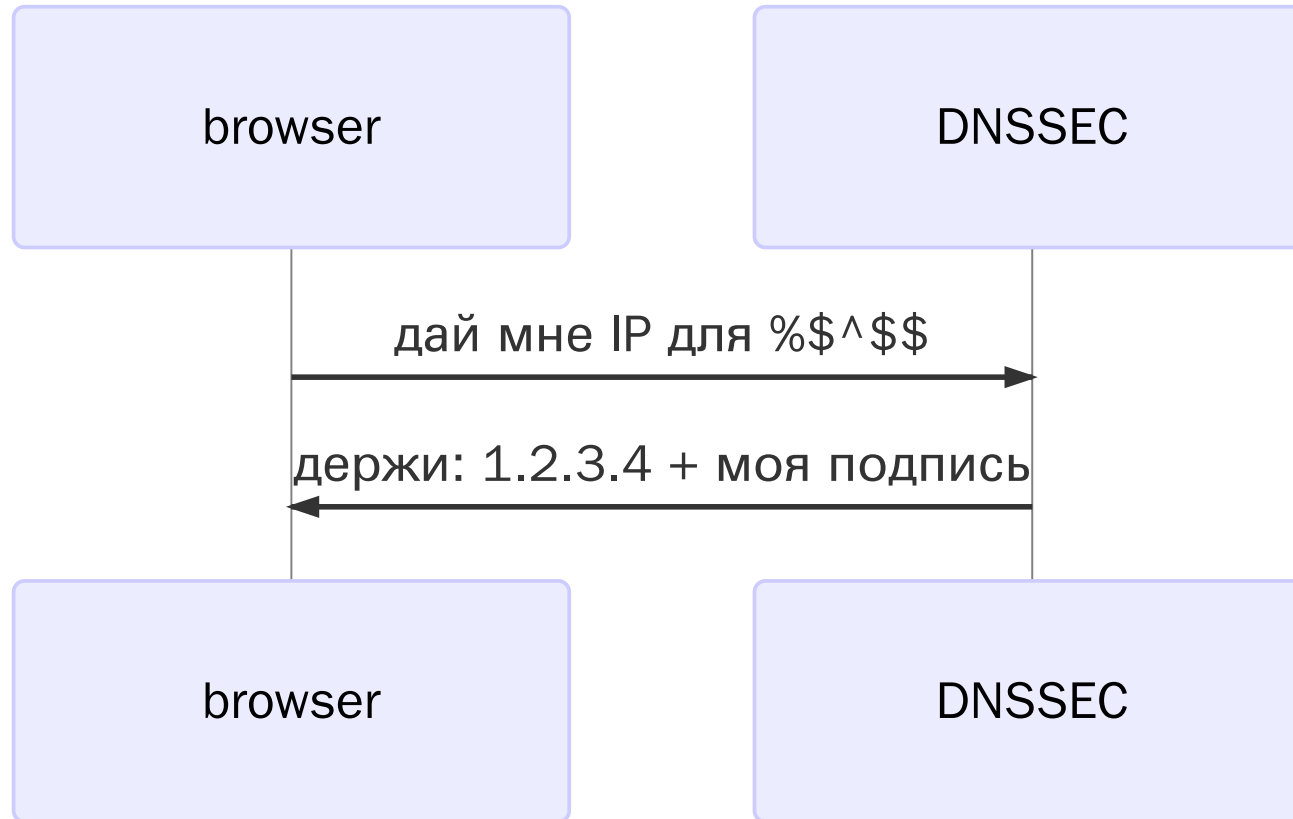 browser
DNSSEC
дай мне IP для %$^$$
держи: 1.2.3.4 + моя подпись
browser
DNSSEC